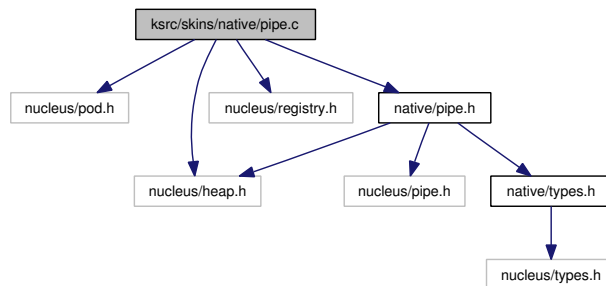 ksrc/skins/native/pipe.c
nucleus/pod.h
nucleus/registry.h
native/pipe.h
nucleus/heap.h
nucleus/pipe.h
native/types.h
nucleus/types.h